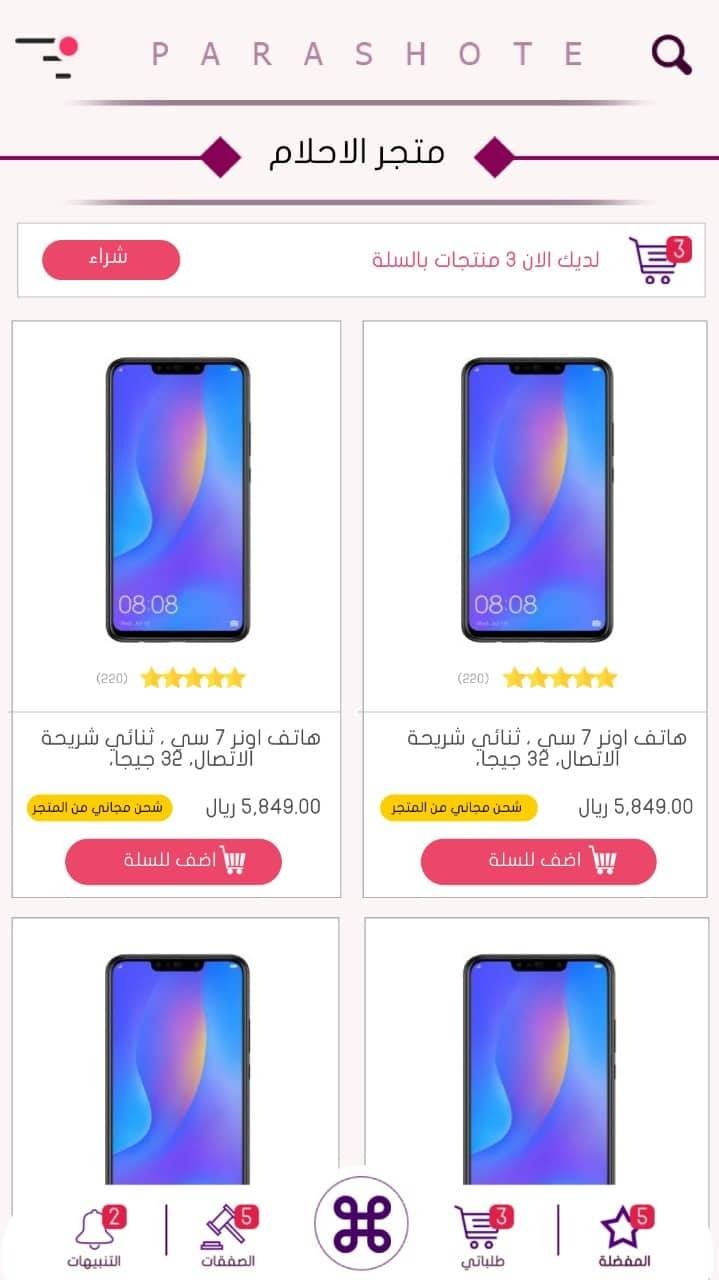 PARASHOTE
متجر الاحلام
3
لديك الان 3 منتجات بالسلة
شراء
08:08
08:08
(220)
(220)
هاتف اونر 7 سي ، ثنائي شريحة
الاتصال، 32 جيجا،
5,849.00 ريال
شحن مجاني من المتجر
اضف للسلة
هاتف اونر 7 سي ، ثنائي شريحة
الاتصال، 32 جيجا،
5,849.00 ريال
شحن مجاني من المتجر
اضف للسلة
5
المفضلة
3
طلباتي
5
الصفقات
2
التنبيهات